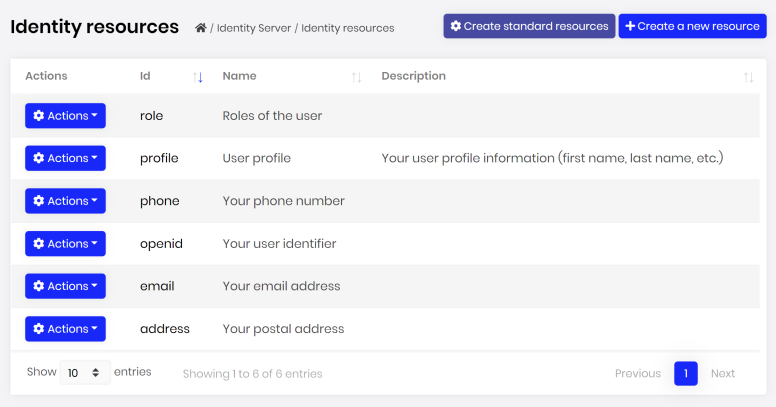 Identity resources / Identity Server / Identity resources Create standard resources Create a new resource
Actions Id Name Description
Actions role Roles of the user
Actions profile User profile Your user profile information (first name, last name, etc.)
Actions phone Your phone number
Actions openid Your user identifier
Actions email Your email address
Actions address Your postal address
Show 10 entries Showing 1 to 6 of 6 entries Previous 1 Next